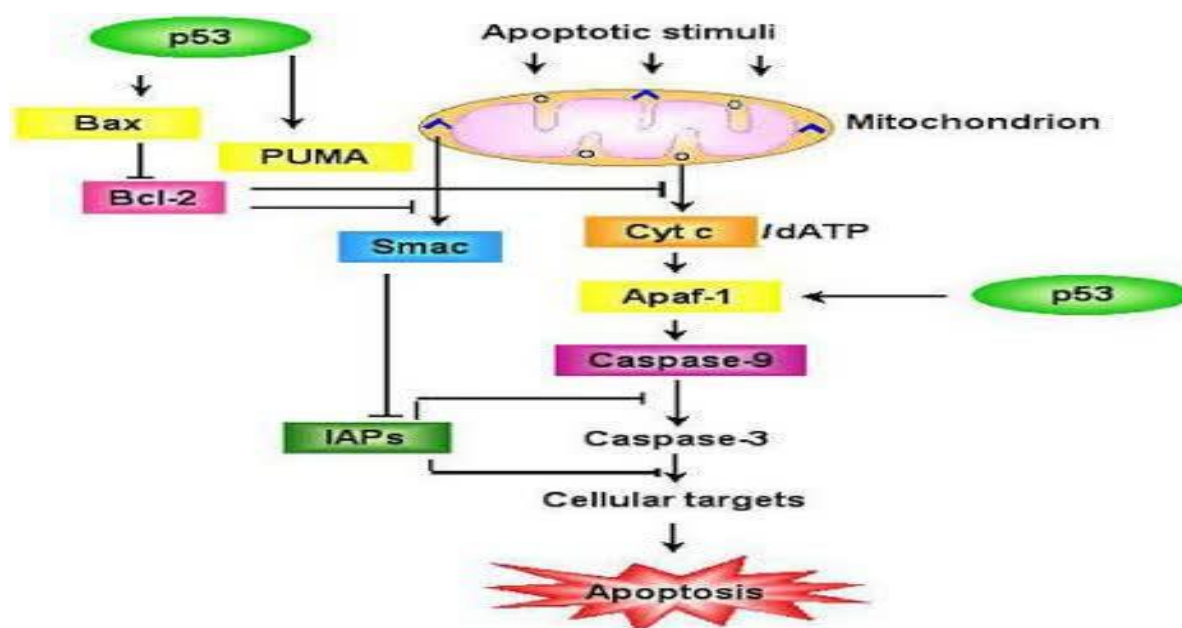 p53
Apoptotic stimuli
Bax
Mitochondrion
PUMA
Bcl-2
Smac
Cyt c /dATP
Apaf-1
p53
Caspase-9
IAPs
Caspase-3
Cellular targets
Apoptosis